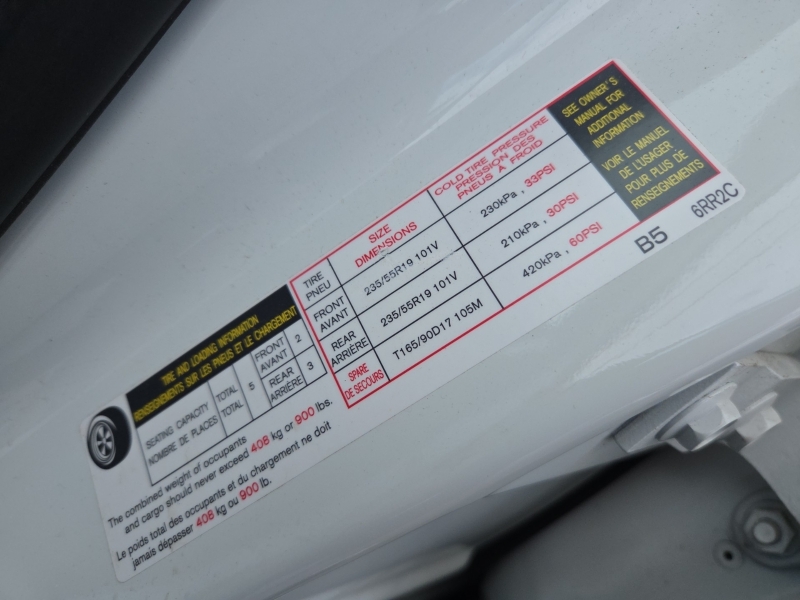 TIRE AND LOADING INFORMATION
RENSEIGNEMENTS SUR LES PNEUS ET LE CHARGEMENT
SEATING CAPACITY
NOMBRE DE PLACES
TOTAL
TOTAL
5
FRONT
AVANT
2
REAR
ARRIÈRE
3
The combined weight of occupants
and cargo should never exceed 408 kg or 900 lbs.
Le poids total des occupants et du chargement ne doit
jamais dépasser 408 kg ou 900 lb.
TIRE
PNEU
SIZE
DIMENSIONS
COLD TIRE PRESSURE
PRESSION DES
PNEUS À FROID
FRONT
AVANT
235/55R19 101V
230kPa , 33PSI
REAR
ARRIÈRE
235/55R19 101V
210kPa , 30PSI
SPARE
DE SECOURS
T165/90D17 105M
420kPa , 60PSI
SEE OWNER'S
MANUAL FOR
ADDITIONAL
INFORMATION
VOIR LE MANUEL
DE L'USAGER
POUR PLUS DE
RENSEIGNEMENTS
B5
6RR2C